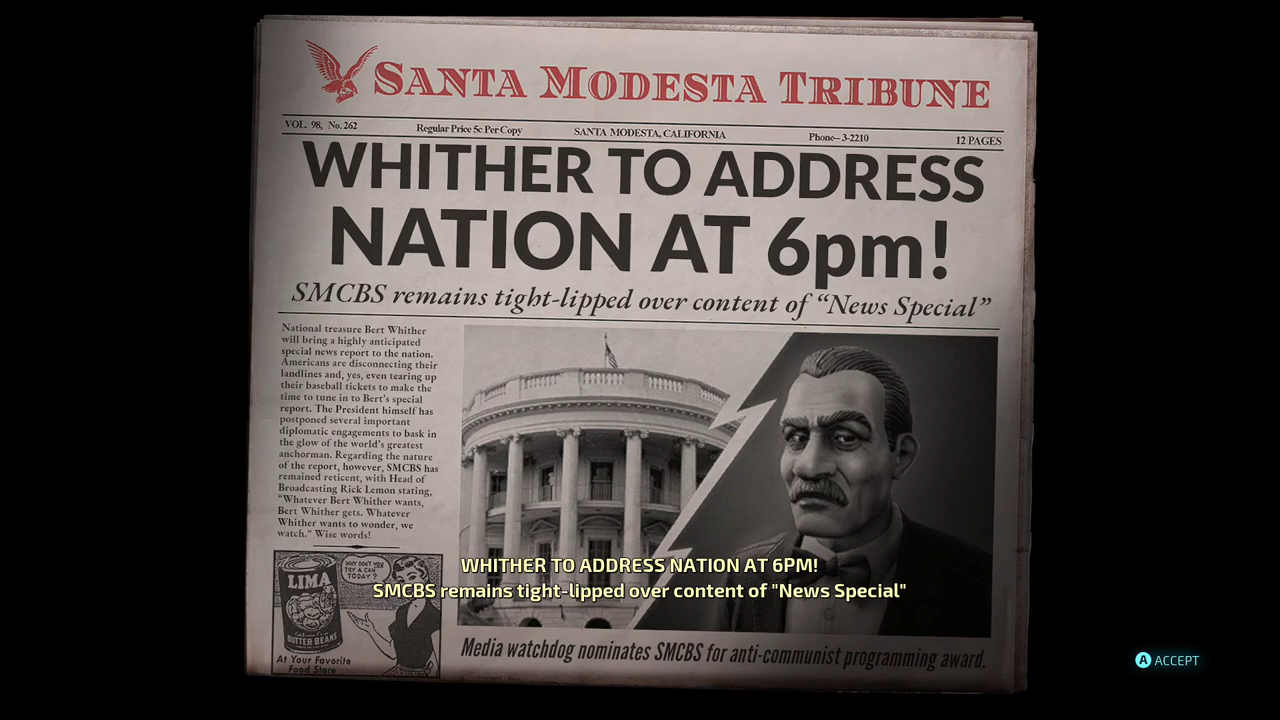 SANTA MODESTA TRIBUNE
VOL. 98, No. 262 Regular Price 5c Per Copy SANTA MODESTA, CALIFORNIA Phone– 3-2210 12 PAGES
WHITHER TO ADDRESS
NATION AT 6pm!
SMCBS remains tight-lipped over content of “News Special”
National treasure Bert Whither
will bring a highly anticipated
special news report to the nation.
Americans are disconnecting their
landlines and, yes, even tearing up
their baseball tickets to make the
time to tune in to Bert's special
report. The President himself has
postponed several important
diplomatic engagements to bask in
the glow of the world's greatest
anchorman. Regarding the nature
of the report, however, SMCBS has
remained reticent, with Head of
Broadcasting Rick Lemon stating,
“Whatever Bert Whither wants,
Bert Whither gets. Whatever
Whither wants to wonder, we
watch.” Wise words!
LIMA
BUTTER BEANS
WHY DON'T YOU
TRY A CAN
TODAY?
At Your Favorite
Food Store
WHITHER TO ADDRESS NATION AT 6PM!
SMCBS remains tight-lipped over content of "News Special"
Media watchdog nominates SMCBS for anti-communist programming award.
A ACCEPT